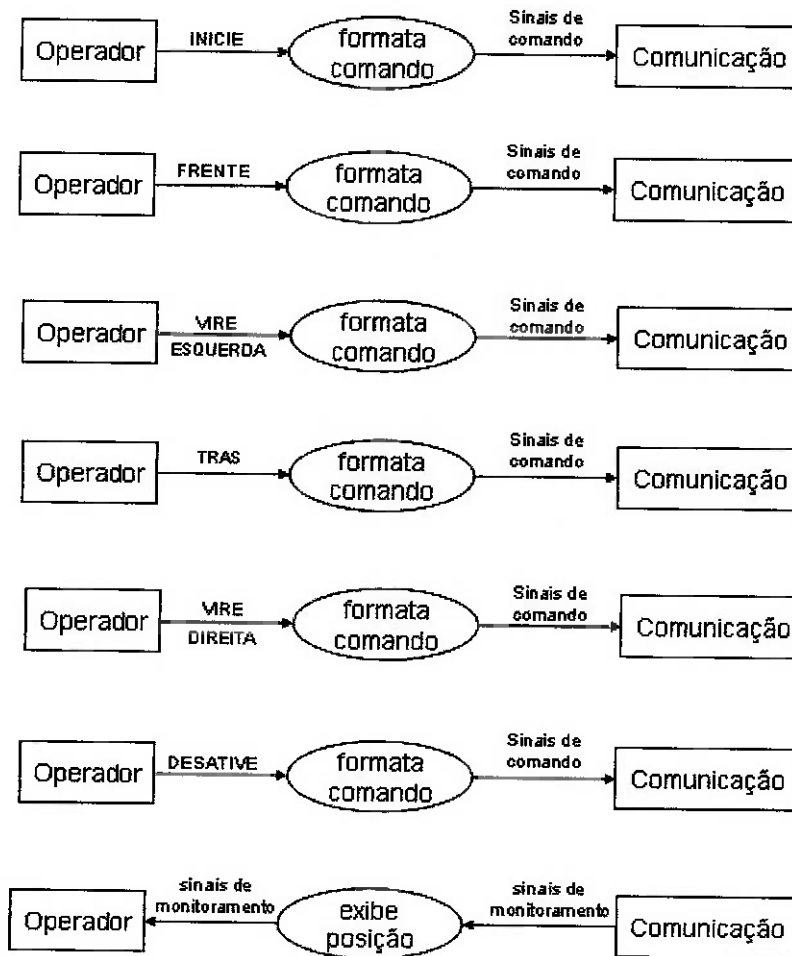 INICIE
Sinais de
comando
Operador
formata
comando
Comunicação
FRENTE
Sinais de
comando
Operador
formata
comando
Comunicação
VIRE
ESQUERDA
Sinais de
comando
Operador
formata
comando
Comunicação
TRAS
Sinais de
comando
Operador
formata
comando
Comunicação
VIRE
DIREITA
Sinais de
comando
Operador
formata
comando
Comunicação
DESATIVE
Sinais de
comando
Operador
formata
comando
Comunicação
sinais de
monitoramento
sinais de
monitoramento
Operador
exibe
posição
Comunicação